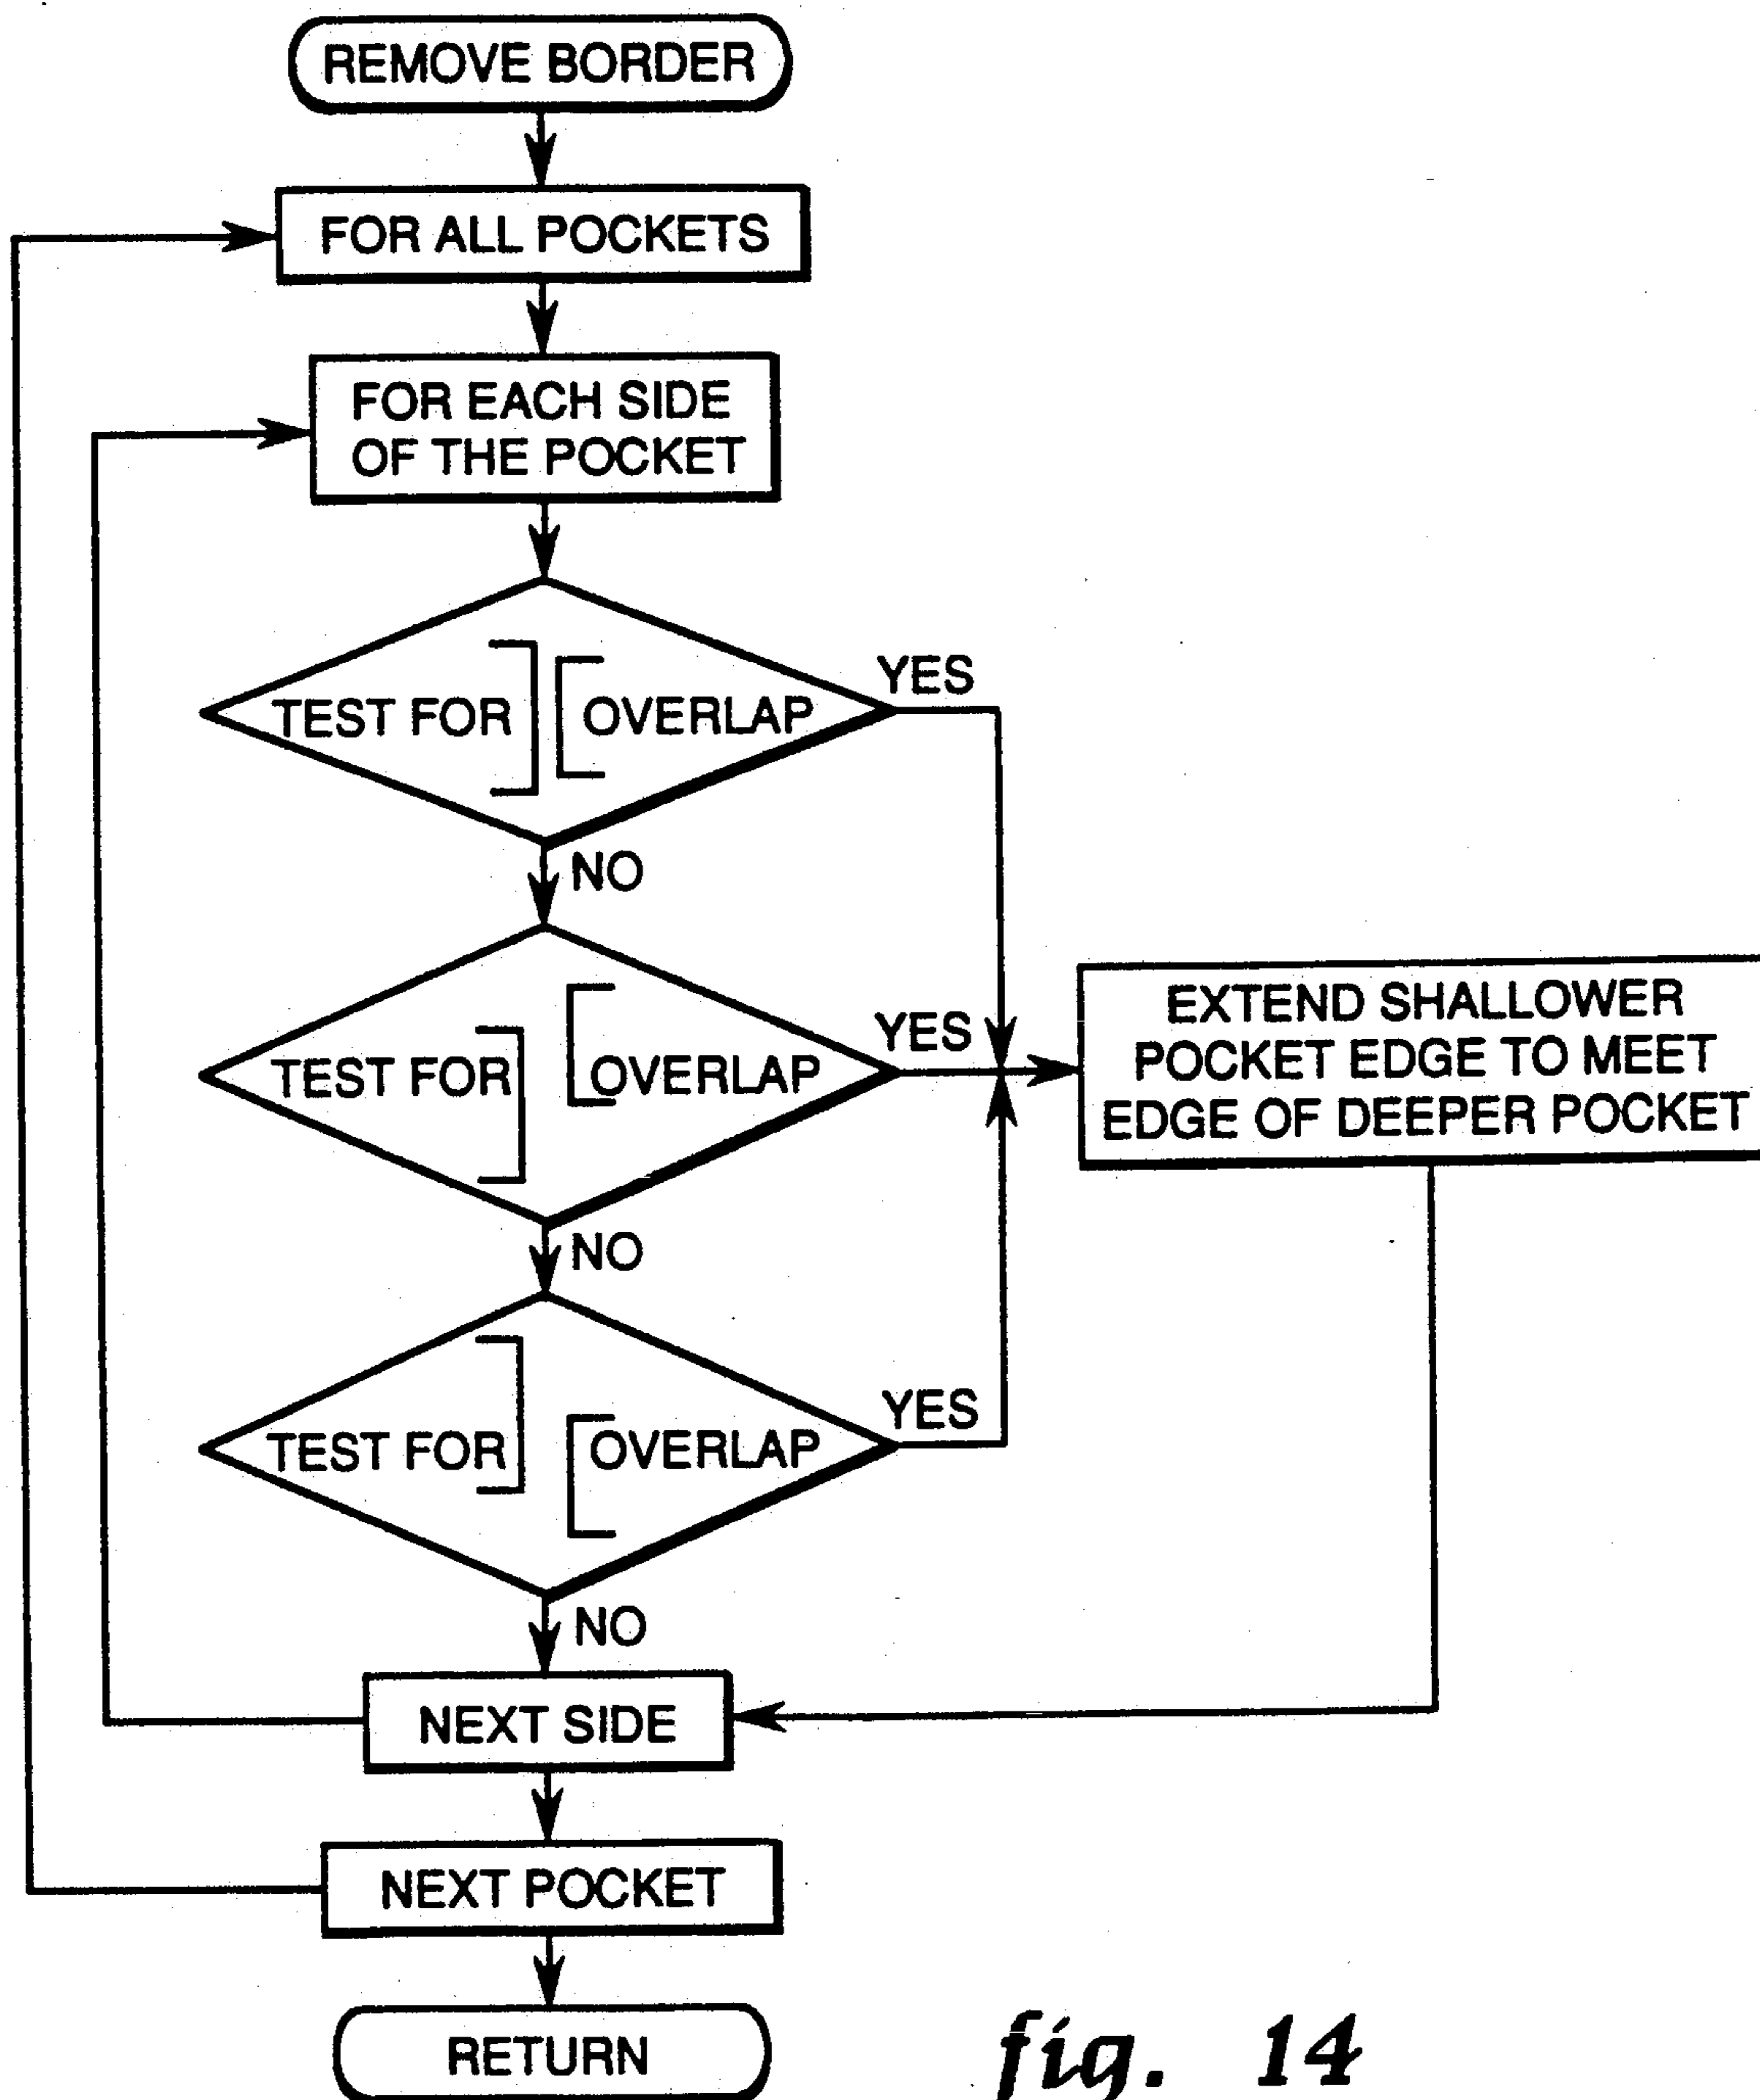 REMOVE BORDER
FOR ALL POCKETS
FOR EACH SIDE
OF THE POCKET
TEST FOR ] [ OVERLAP
YES
NO
TEST FOR ] [ OVERLAP
YES
EXTEND SHALLOWER
POCKET EDGE TO MEET
EDGE OF DEEPER POCKET
NO
TEST FOR ] [ OVERLAP
YES
NO
NEXT SIDE
NEXT POCKET
RETURN
fig. 14